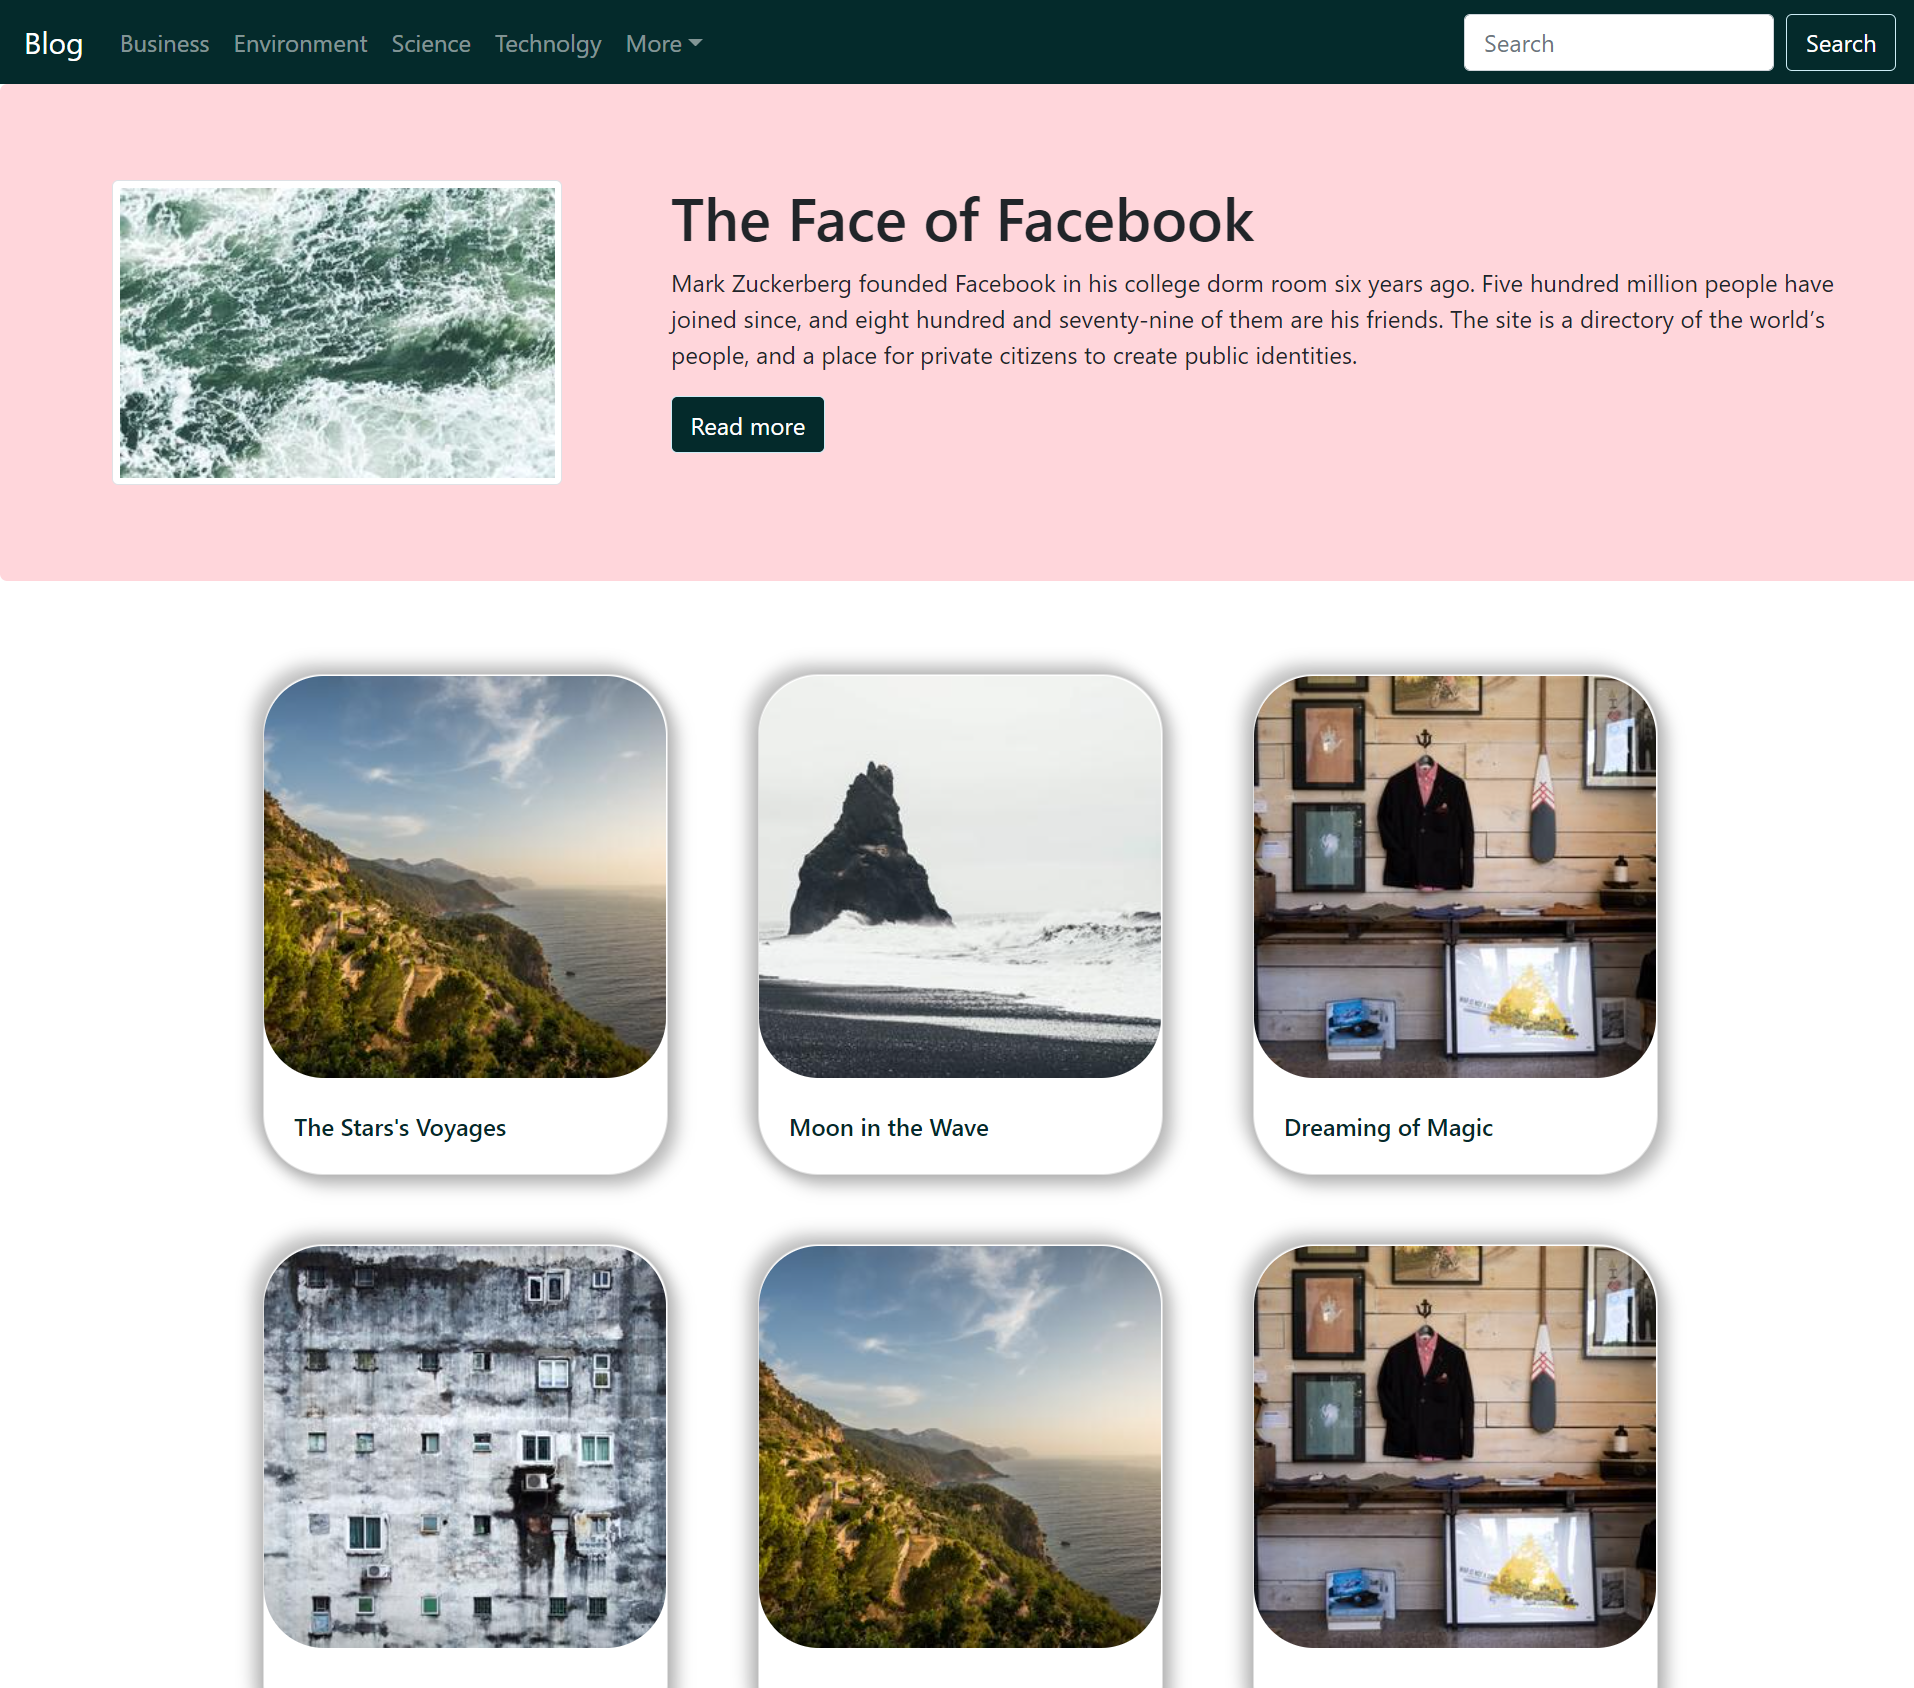 Blog Business Environment Science Technolgy More Search Search
The Face of Facebook
Mark Zuckerberg founded Facebook in his college dorm room six years ago. Five hundred million people have
joined since, and eight hundred and seventy-nine of them are his friends. The site is a directory of the world’s
people, and a place for private citizens to create public identities.
Read more
The Stars's Voyages
Moon in the Wave
Dreaming of Magic